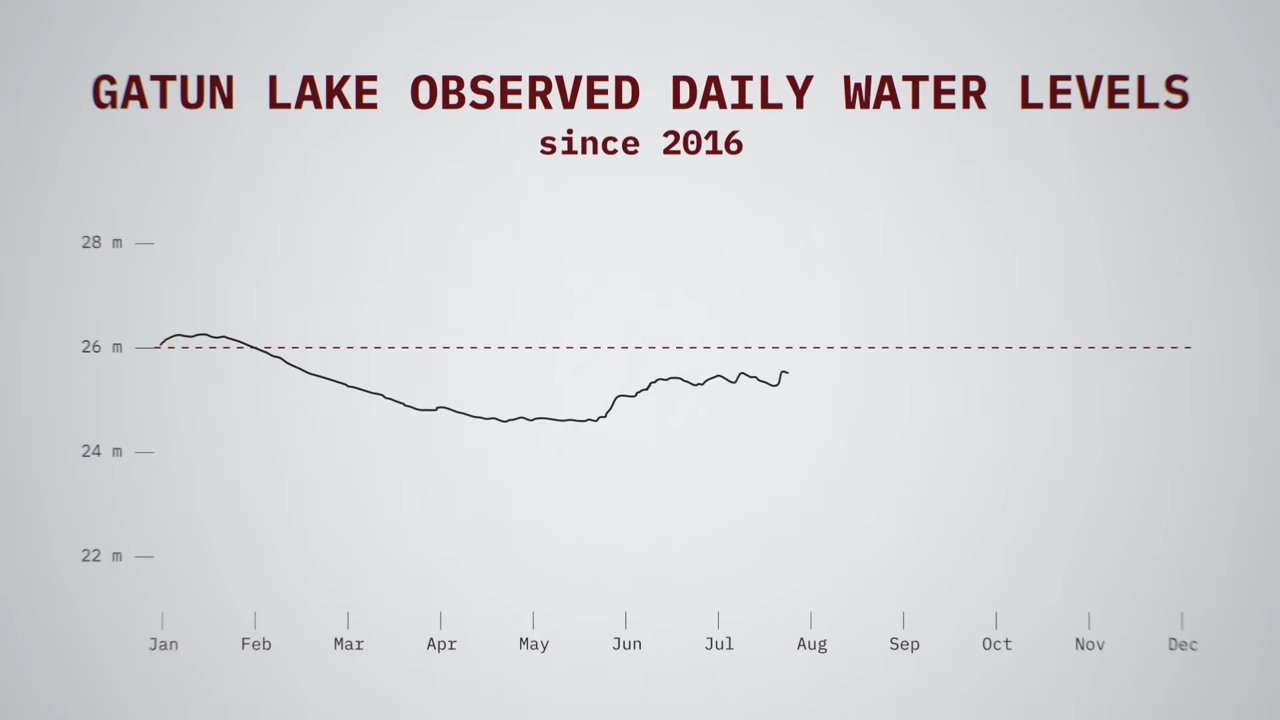 GATUN LAKE OBSERVED DAILY WATER LEVELS
since 2016
28 m
26 m
24 m
22 m
Jan Feb Mar Apr May Jun Jul Aug Sep Oct Nov Dec